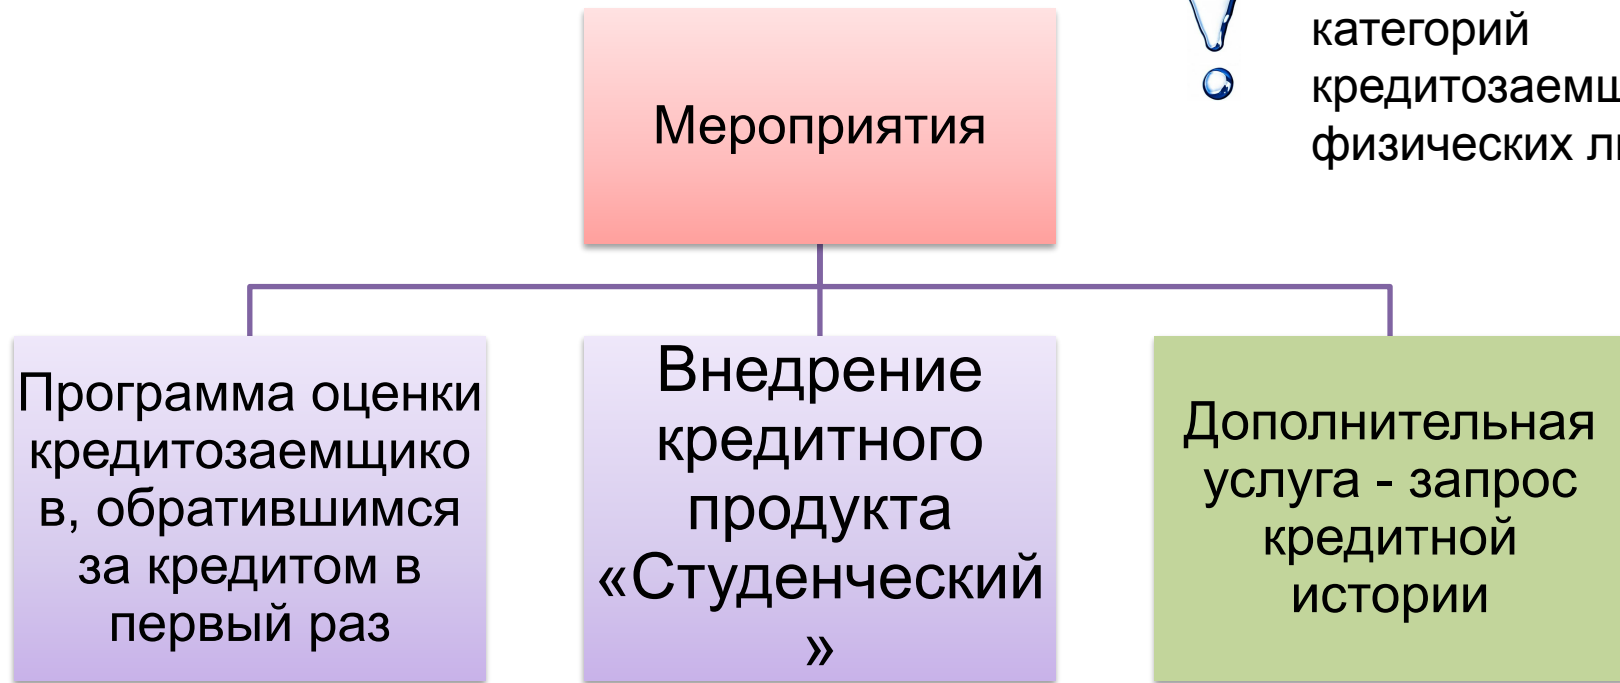 категорий
физических
Мероприятия
Программа оценки
кредитозаемщико
в, обратившимся
за кредитом в
первый раз
Внедрение
кредитного
продукта
«Студенческий
»
Дополнительная
услуга - запрос
кредитной
истории